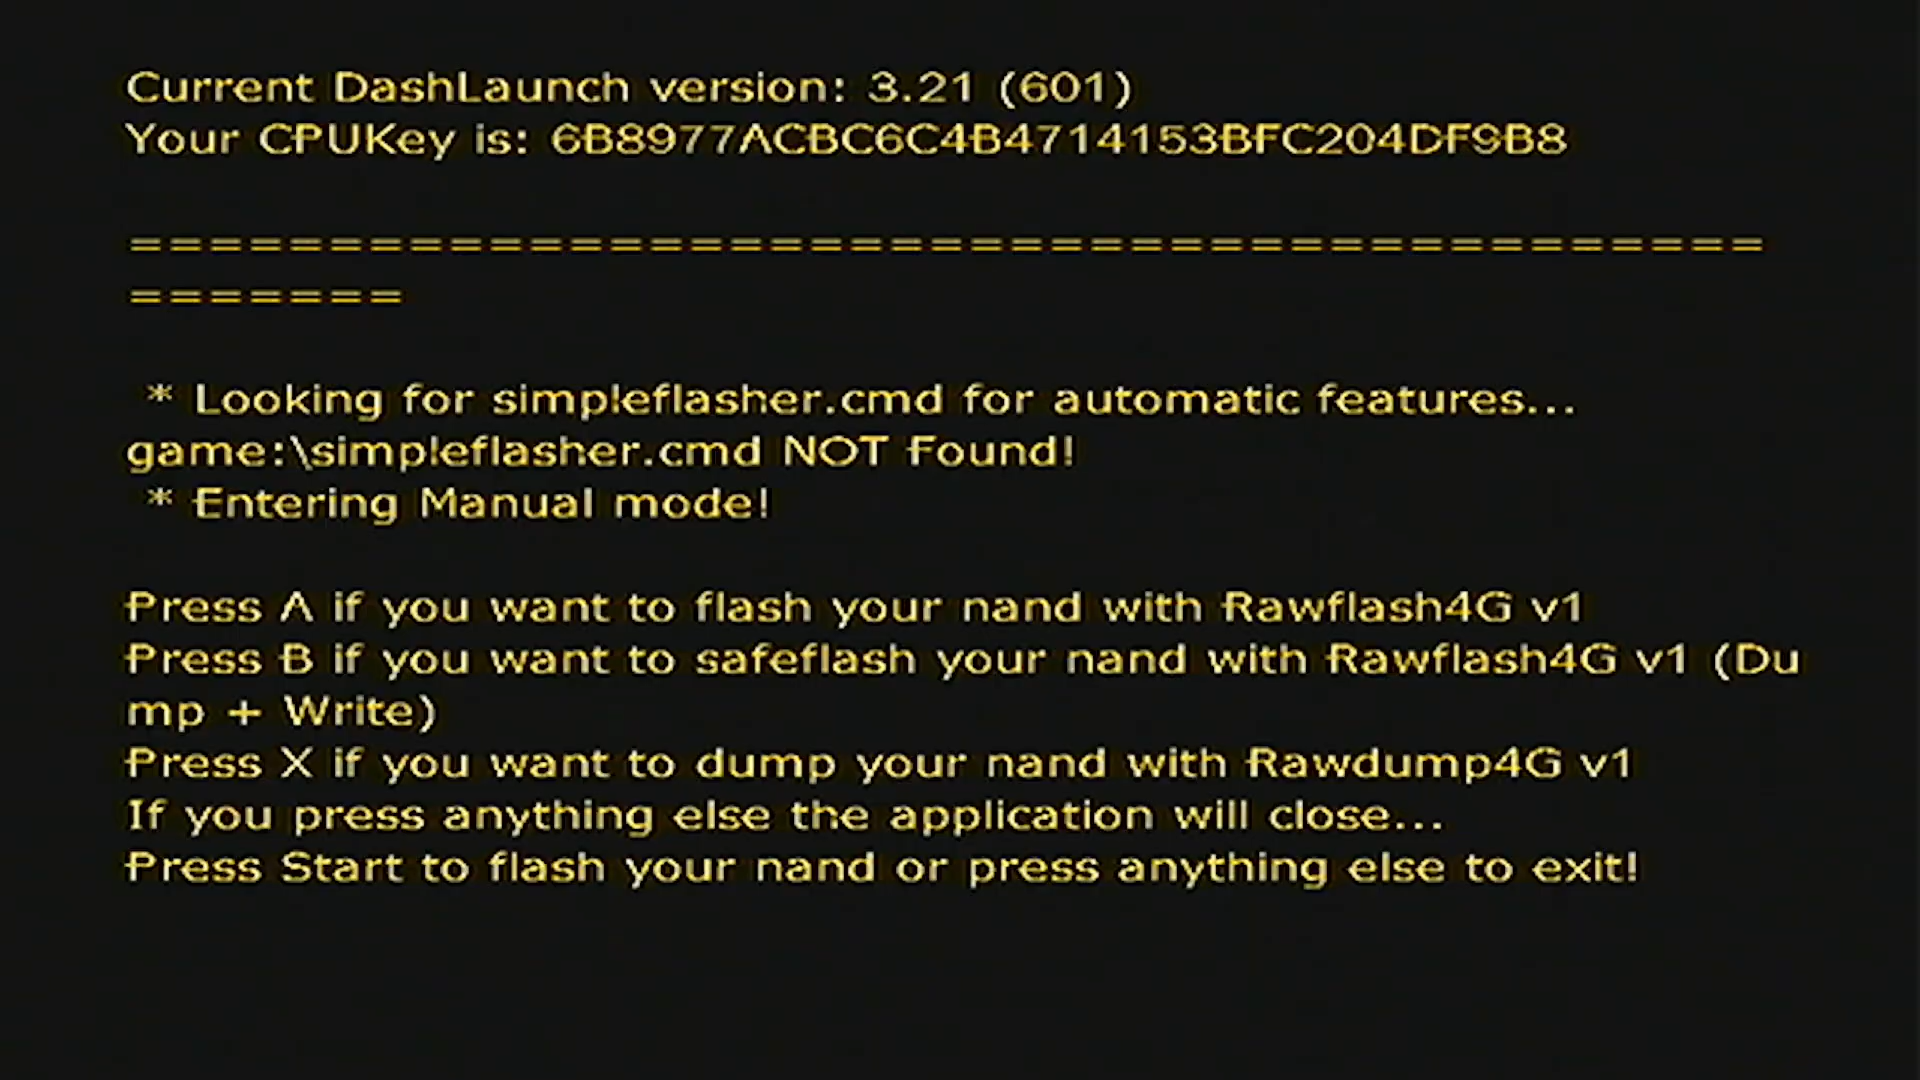 Current DashLaunch version: 3.21 (601)
Your CPUKey is: 6B8977ACBC6C4B4714153BFC204DF9B8
=========================================
=======
* Looking for simpleflasher.cmd for automatic features...
game:\simpleflasher.cmd NOT Found!
* Entering Manual mode!
Press A if you want to flash your nand with Rawflash4G v1
Press B if you want to safeflash your nand with Rawflash4G v1 (Du
mp + Write)
Press X if you want to dump your nand with Rawdump4G v1
If you press anything else the application will close...
Press Start to flash your nand or press anything else to exit!